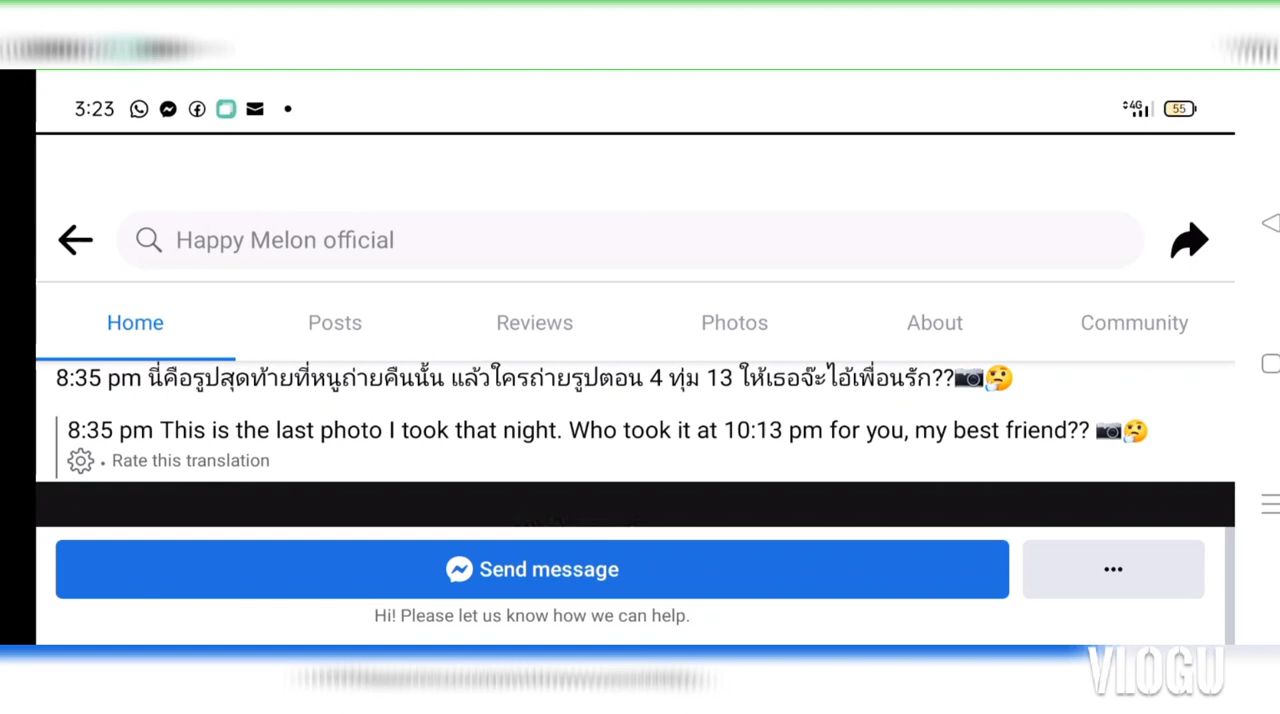 3:23
4G
55
Happy Melon official
Home Posts Reviews Photos About Community
8:35 pm นี่คือรูปสุดท้ายที่หนูถ่ายคืนนั้น แล้วใครถ่ายรูปตอน 4 ทุ่ม 13 ให้เธอจ๊ะไอ้เพื่อนรัก??📷🤔
8:35 pm This is the last photo I took that night. Who took it at 10:13 pm for you, my best friend?? 📷🤔
· Rate this translation
Send message
...
Hi! Please let us know how we can help.
VLOGU